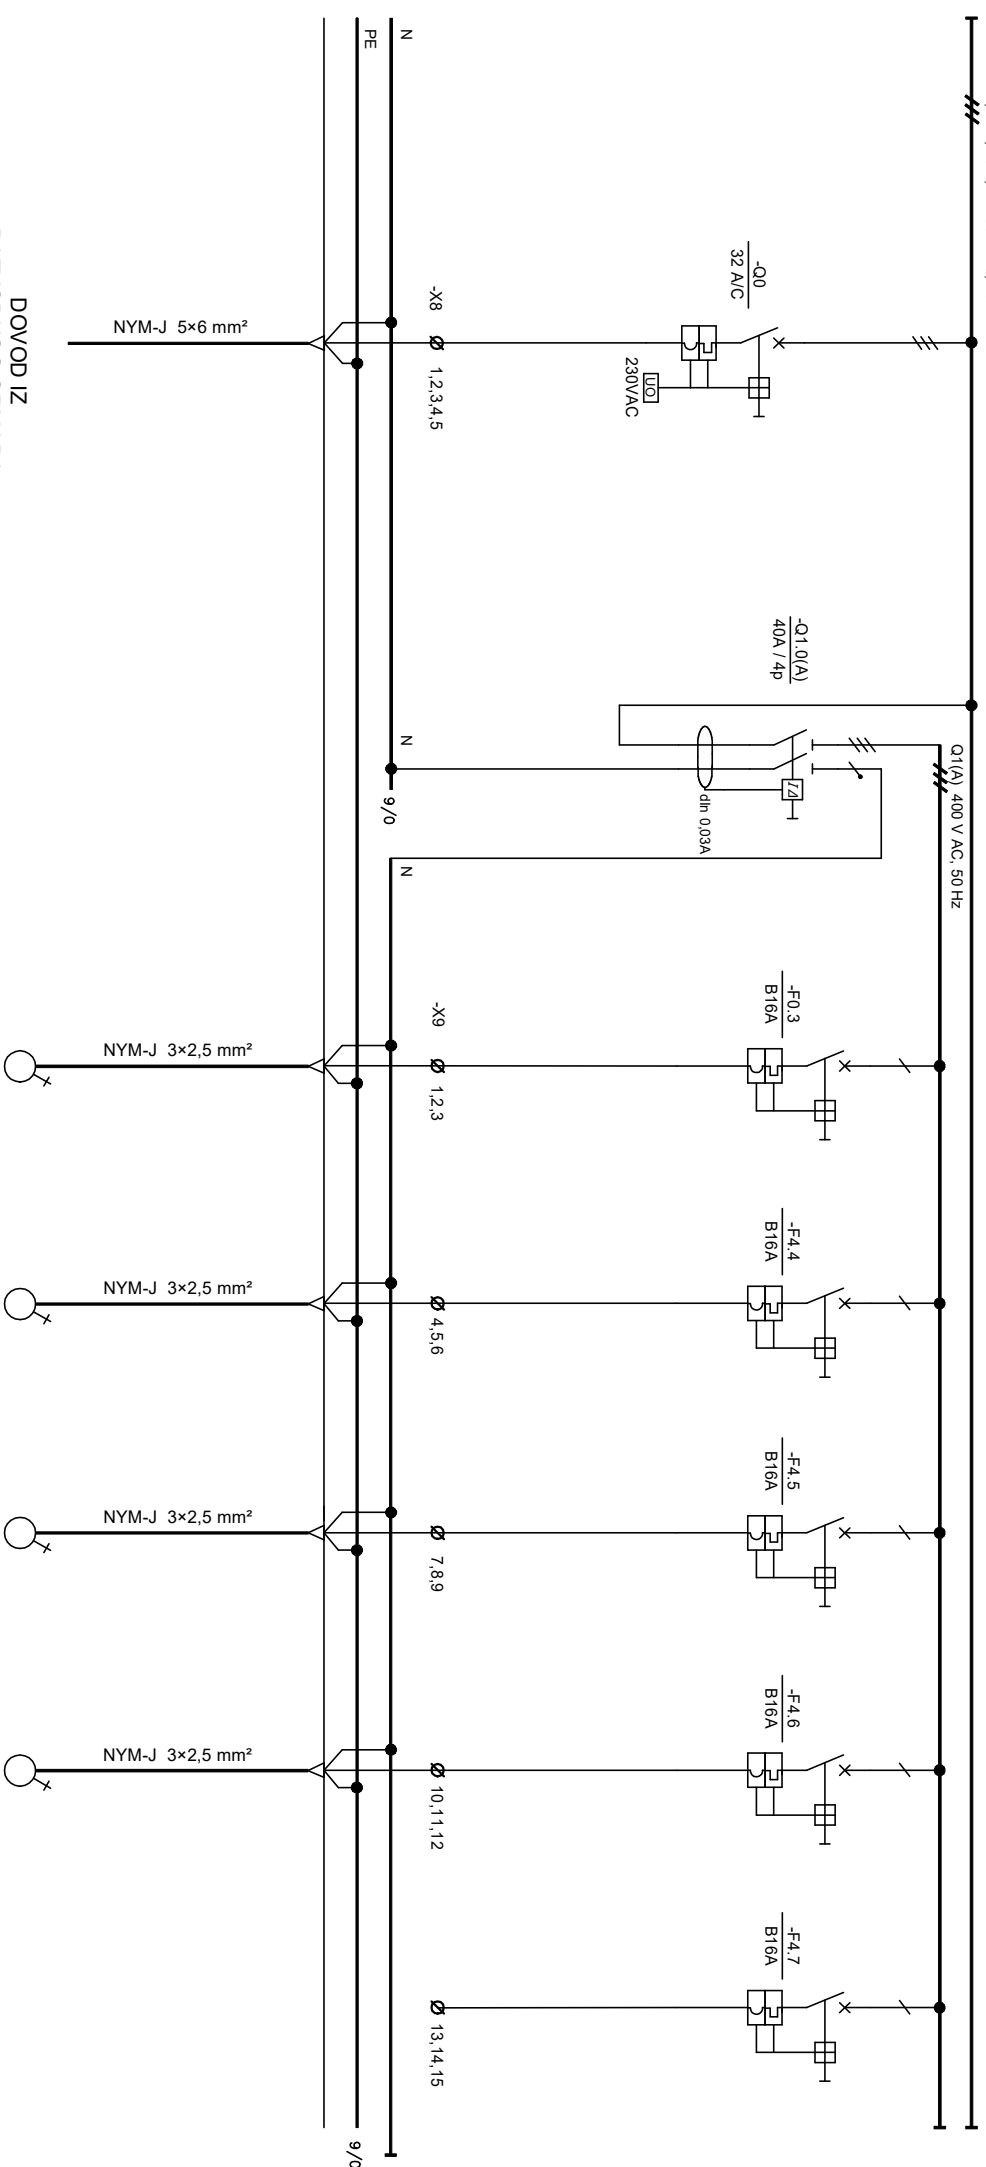 N
PE
-Q0
32 A/C
UO
230VAC
-X8
1,2,3,4,5
NYM-J 5×6 mm²
DOVOD IZ
-Q1.0(A)
40A / 4p
Q1(A) 400 V AC, 50 Hz
I∆
dIn 0,03A
N
9/0
N
-F0.3
B16A
-X9
1,2,3
NYM-J 3×2,5 mm²
-F4.4
B16A
4,5,6
NYM-J 3×2,5 mm²
-F4.5
B16A
7,8,9
NYM-J 3×2,5 mm²
-F4.6
B16A
10,11,12
NYM-J 3×2,5 mm²
-F4.7
B16A
13,14,15
9/0